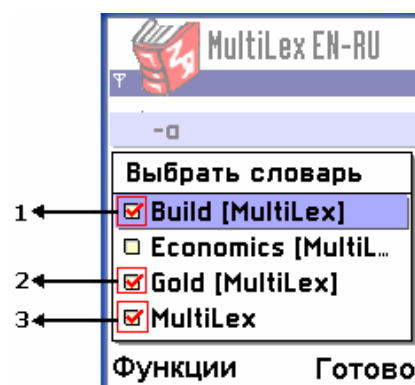 MultiLex EN-RU
-a
Выбрать словарь
1 Build [MultiLex]
Economics [MultiL...
2 Gold [MultiLex]
3 MultiLex
Функции Готово